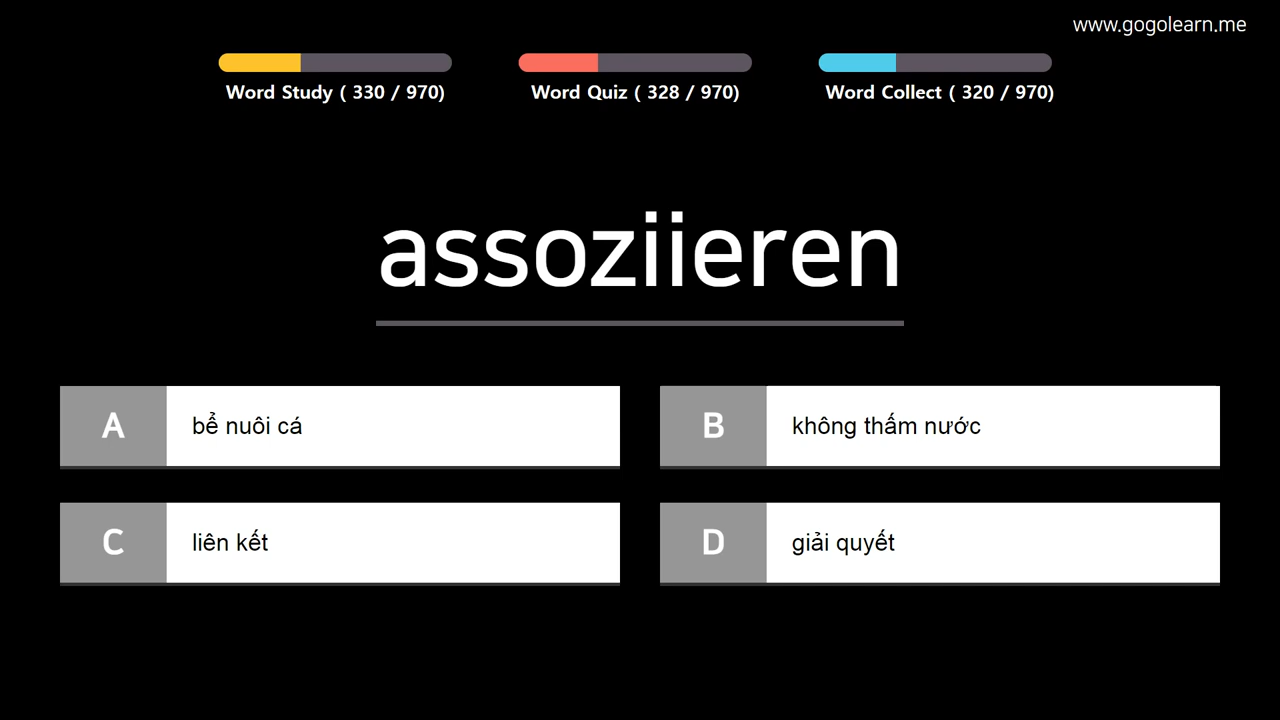 www.gogolearn.me
Word Study ( 330 / 970)
Word Quiz ( 328 / 970)
Word Collect ( 320 / 970)
assoziieren
A bể nuôi cá
B không thấm nước
C liên kết
D giải quyết